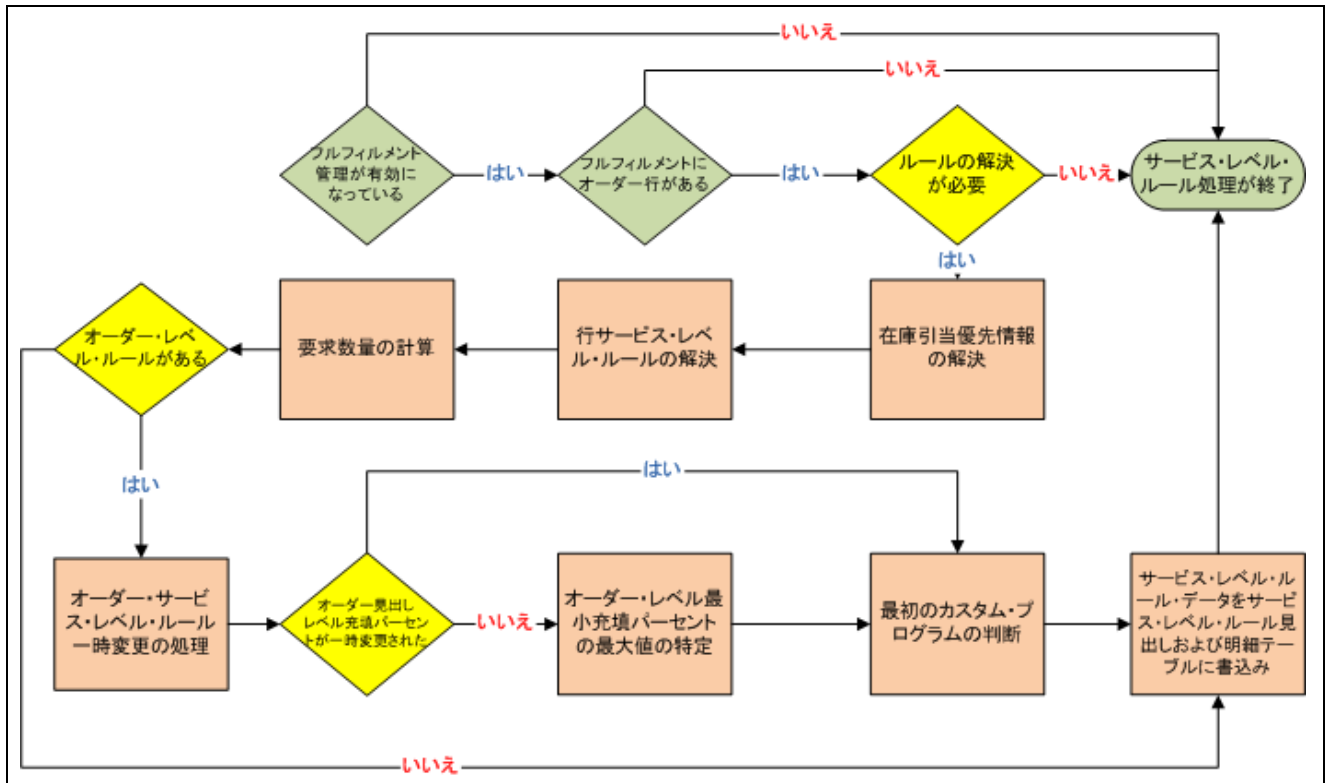 いいえ
いいえ
フルフィルメント
管理が有効に
なっている
はい
フルフィルメントに
オーダー行がある
はい
ルールの解決
が必要
いいえ
サービス・レベル・
ルール処理が終了
はい
オーダー・レベ
ル・ルールがある
要求数量の計算
行サービス・レベ
ル・ルールの解決
在庫引当優先情報
の解決
はい
はい
オーダー・サービ
ス・レベル・ルール
一時変更の処理
オーダー見出し
レベル充填パーセン
トが一時変更された
いいえ
オーダー・レベル最
小充填パーセント
の最大値の特定
最初のカスタム・プ
ログラムの判断
サービス・レベル・ル
ール・データをサービ
ス・レベル・ルール見
出しおよび明細テー
ブルに書込み
いいえ